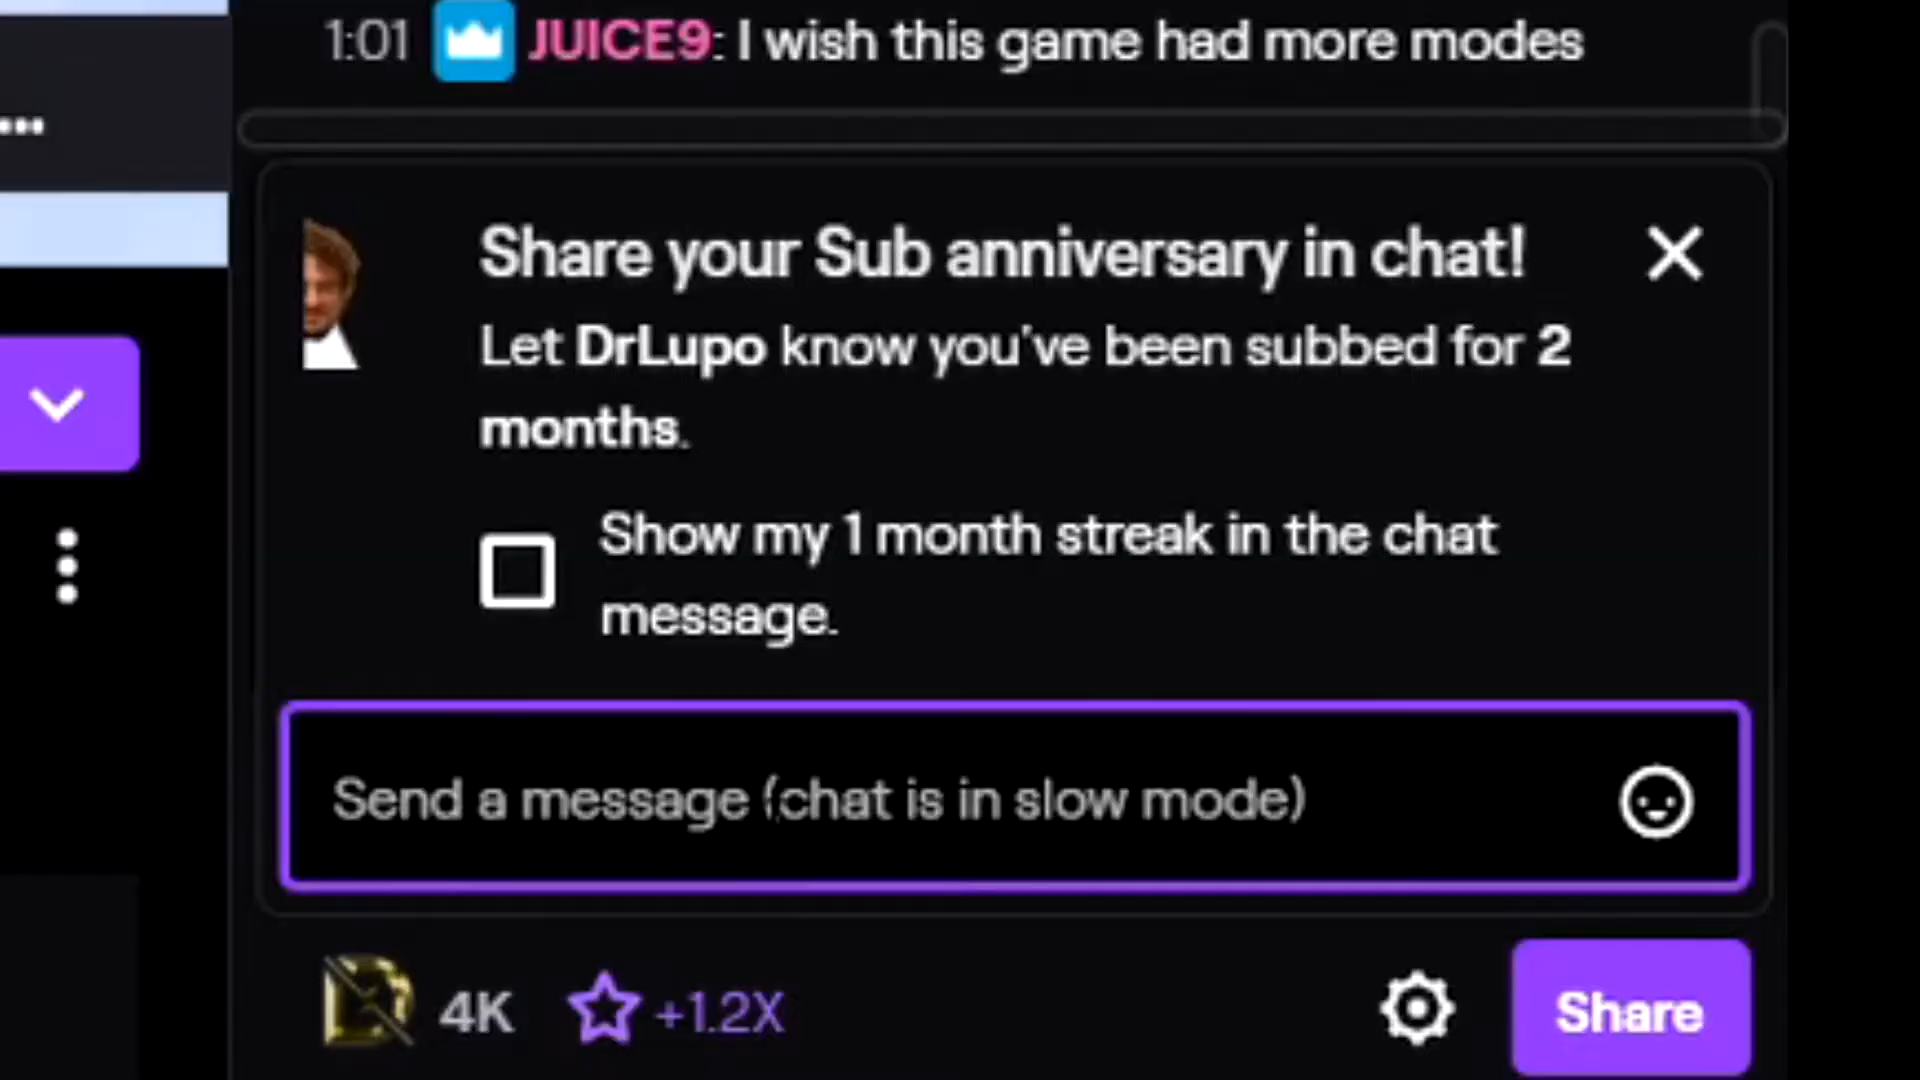 1:01 JUICE9: I wish this game had more modes
Share your Sub anniversary in chat!
Let DrLupo know you've been subbed for 2
months.
Show my 1 month streak in the chat
message.
Send a message (chat is in slow mode)
4K +1.2X Share